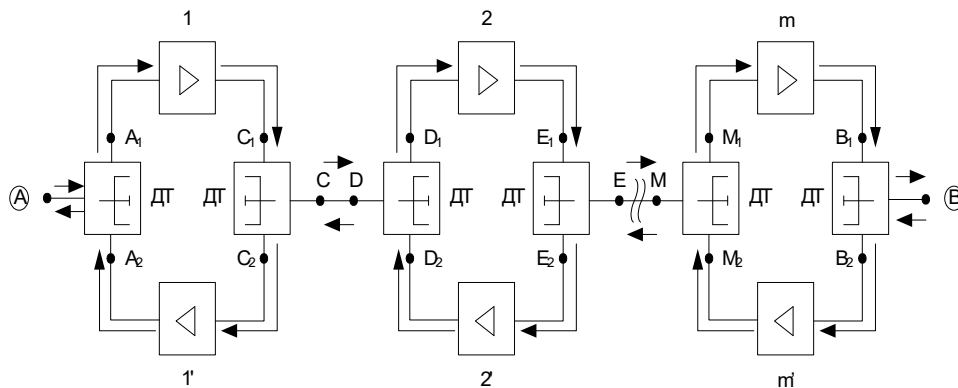 1 2 m
A1 C1 D1 E1 M1 B1
A ДТ ДТ C D ДТ ДТ E M ДТ ДТ B
A2 C2 D2 E2 M2 B2
1' 2' m'